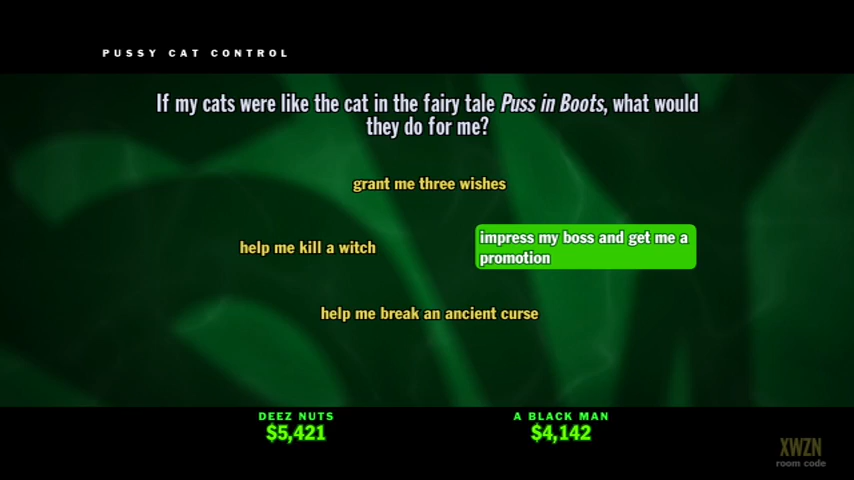 PUSSY CAT CONTROL
If my cats were like the cat in the fairy tale Puss in Boots, what would
they do for me?
grant me three wishes
help me kill a witch
impress my boss and get me a
promotion
help me break an ancient curse
DEEZ NUTS
$5,421
A BLACK MAN
$4,142
XWZN
room code